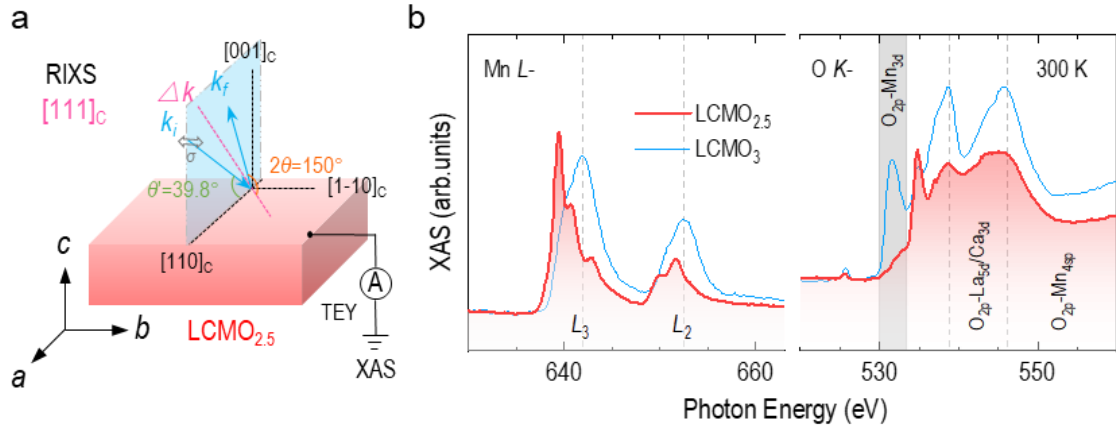 a
RIXS
[111]c
[001]c
Δk
kf
ki
σ
θ'=39.8°
2θ=150°
[1-10]c
[110]c
c
b
a
LCMO2.5
TEY
A
XAS
b
XAS (arb.units)
Mn L-
LCMO2.5
LCMO3
L3
L2
640
660
O K-
300 K
O2p-Mn3d
O2p-La5d/Ca3d
O2p-Mn4sp
530
550
Photon Energy (eV)